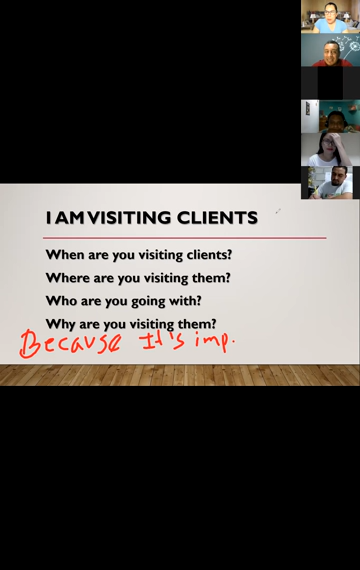 I AM VISITING CLIENTS
When are you visiting clients?
Where are you visiting them?
Who are you going with?
Why are you visiting them?
Because It's imp.